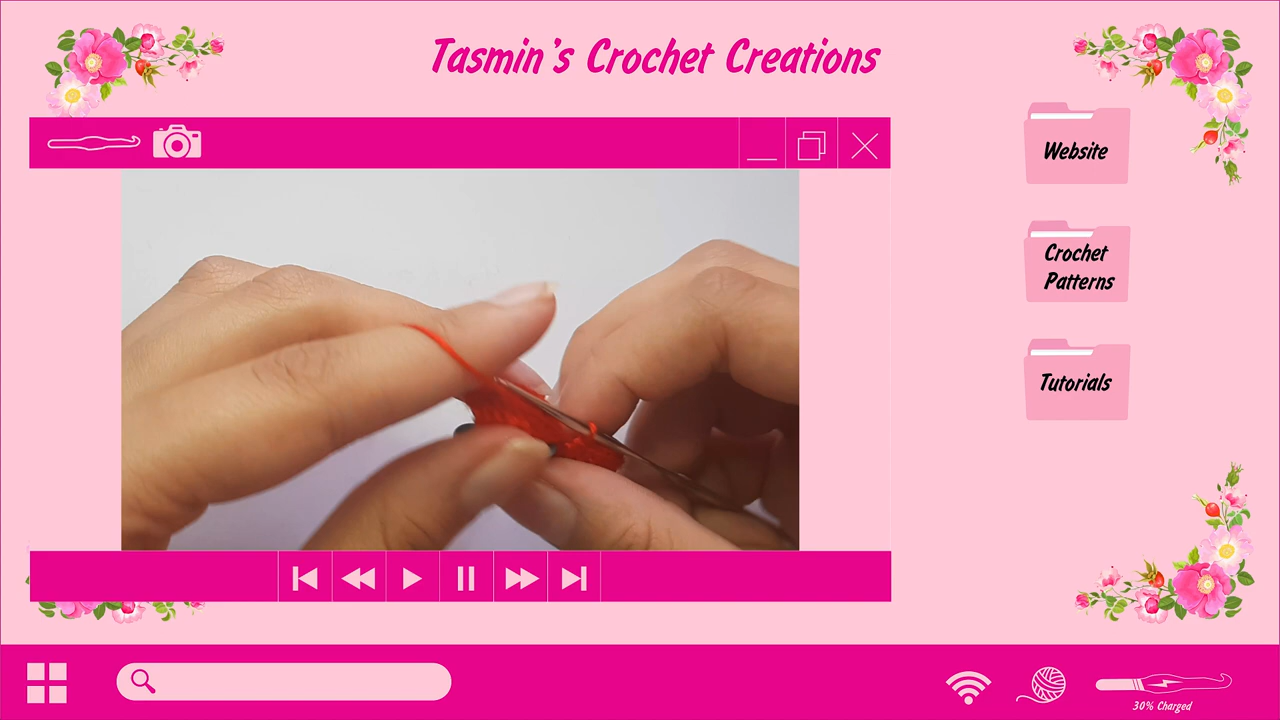 Tasmin's Crochet Creations
Website
Crochet
Patterns
Tutorials
30% Charged